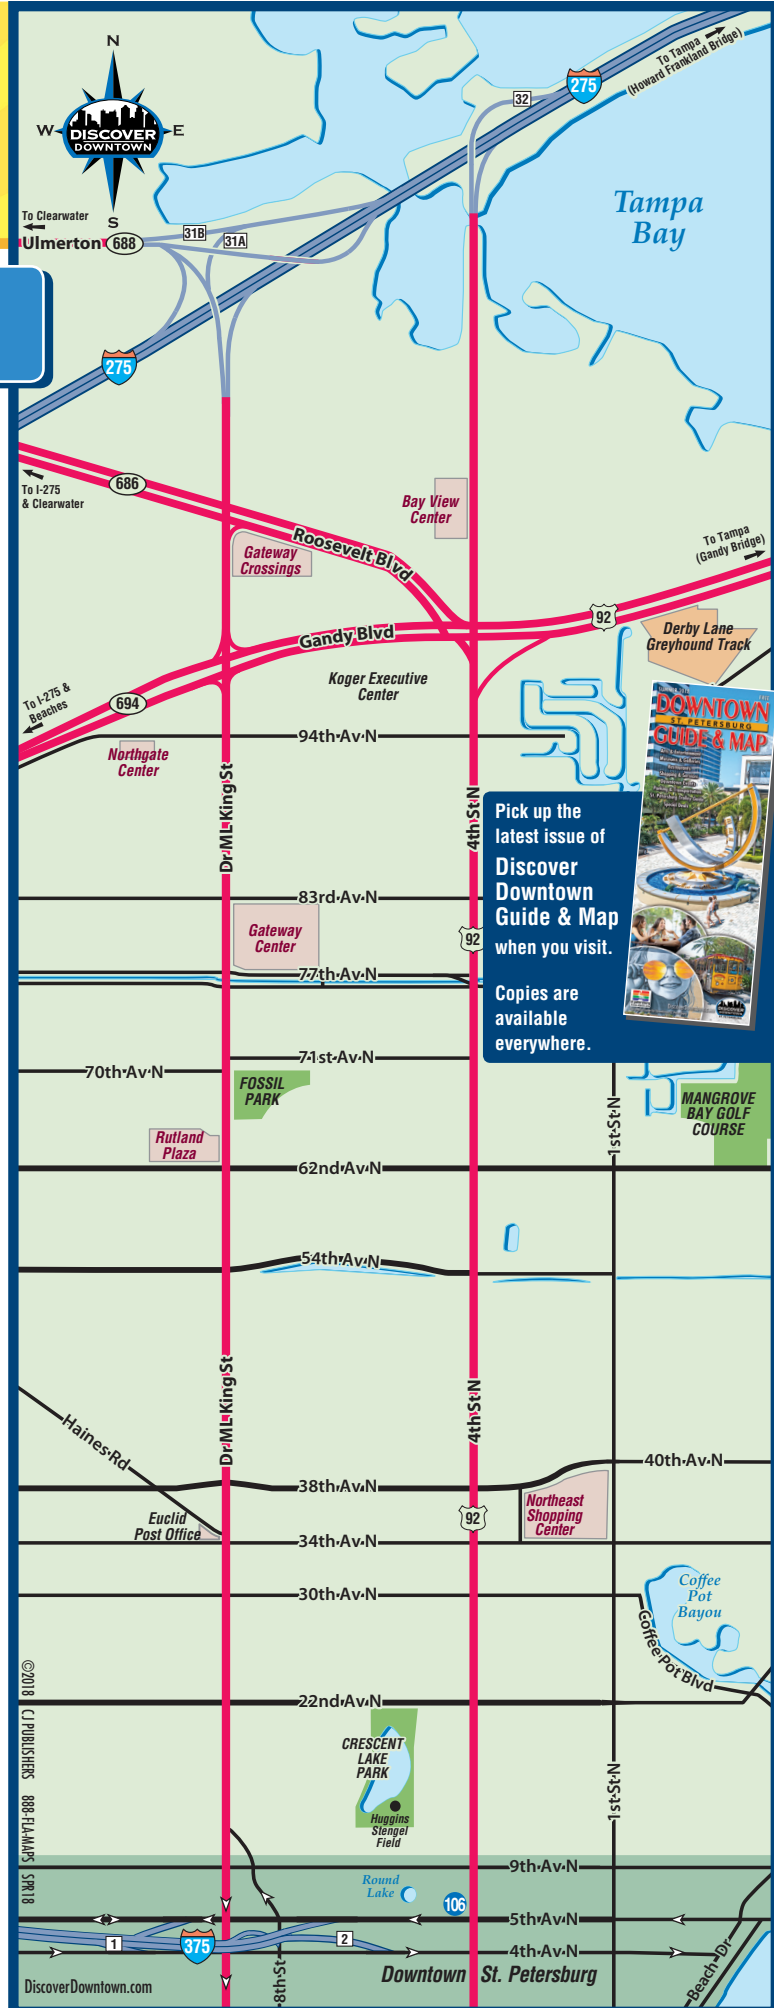 N
W
E
S
DISCOVER
DOWNTOWN
To Tampa
(Howard Frankland Bridge)
275
32
Tampa
Bay
To Clearwater
Ulmerton 688
31B
31A
275
686
To I-275
& Clearwater
Bay View
Center
Roosevelt Blvd
Gateway
Crossings
To Tampa
(Gandy Bridge)
92
Gandy Blvd
Derby Lane
Greyhound Track
Koger Executive
Center
To I-275 &
Beaches
694
94th Av N
Northgate
Center
Dr ML King St
4th St N
DOWNTOWN
ST. PETERSBURG
GUIDE & MAP
Pick up the
latest issue of
Discover
Downtown
Guide & Map
when you visit.
Copies are
available
everywhere.
83rd Av N
Gateway
Center
92
77th Av N
71st Av N
70th Av N
FOSSIL
PARK
MANGROVE
BAY GOLF
COURSE
1st St N
Rutland
Plaza
62nd Av N
54th Av N
Dr ML King St
4th St N
Haines Rd
40th Av N
38th Av N
Northeast
Shopping
Center
92
Euclid
Post Office
34th Av N
30th Av N
Coffee
Pot
Bayou
Coffee Pot Blvd
22nd Av N
CRESCENT
LAKE
PARK
Huggins
Stengel
Field
1st St N
©2018 CJ PUBLISHERS 888-FLA-MAPS SPR18
9th Av N
Round
Lake
106
5th Av N
1
375
2
4th Av N
8th St
Beach Dr
Downtown St. Petersburg
DiscoverDowntown.com